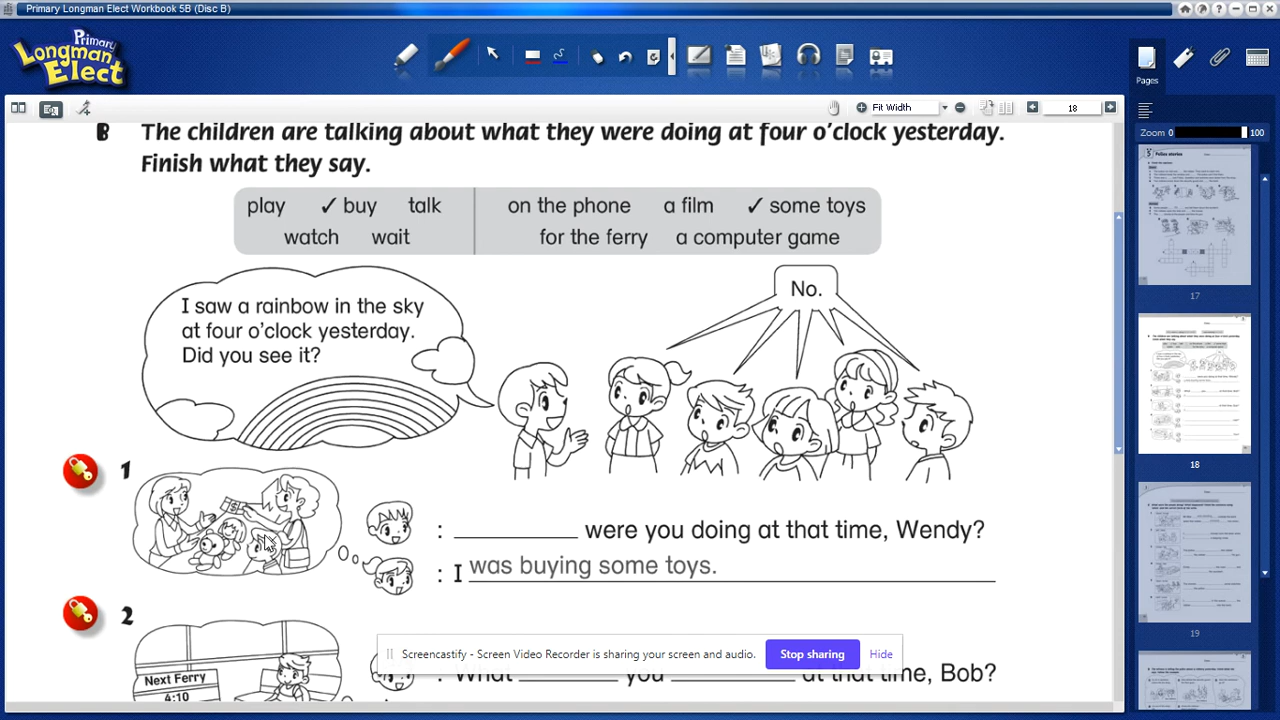 Primary Longman Elect Workbook 5B (Disc B)
Primary
Longman
Elect
Pages
Fit Width
18
Zoom 0
100
B The children are talking about what they were doing at four o'clock yesterday.
Finish what they say.
play ✓ buy talk on the phone a film ✓ some toys
watch wait for the ferry a computer game
I saw a rainbow in the sky
at four o'clock yesterday.
Did you see it?
No.
1
: ________ were you doing at that time, Wendy?
: I was buying some toys.
2
Next Ferry
4:10
: What ________ you ________ at that time, Bob?
Screencastify - Screen Video Recorder is sharing your screen and audio.
Stop sharing
Hide
17
18
19